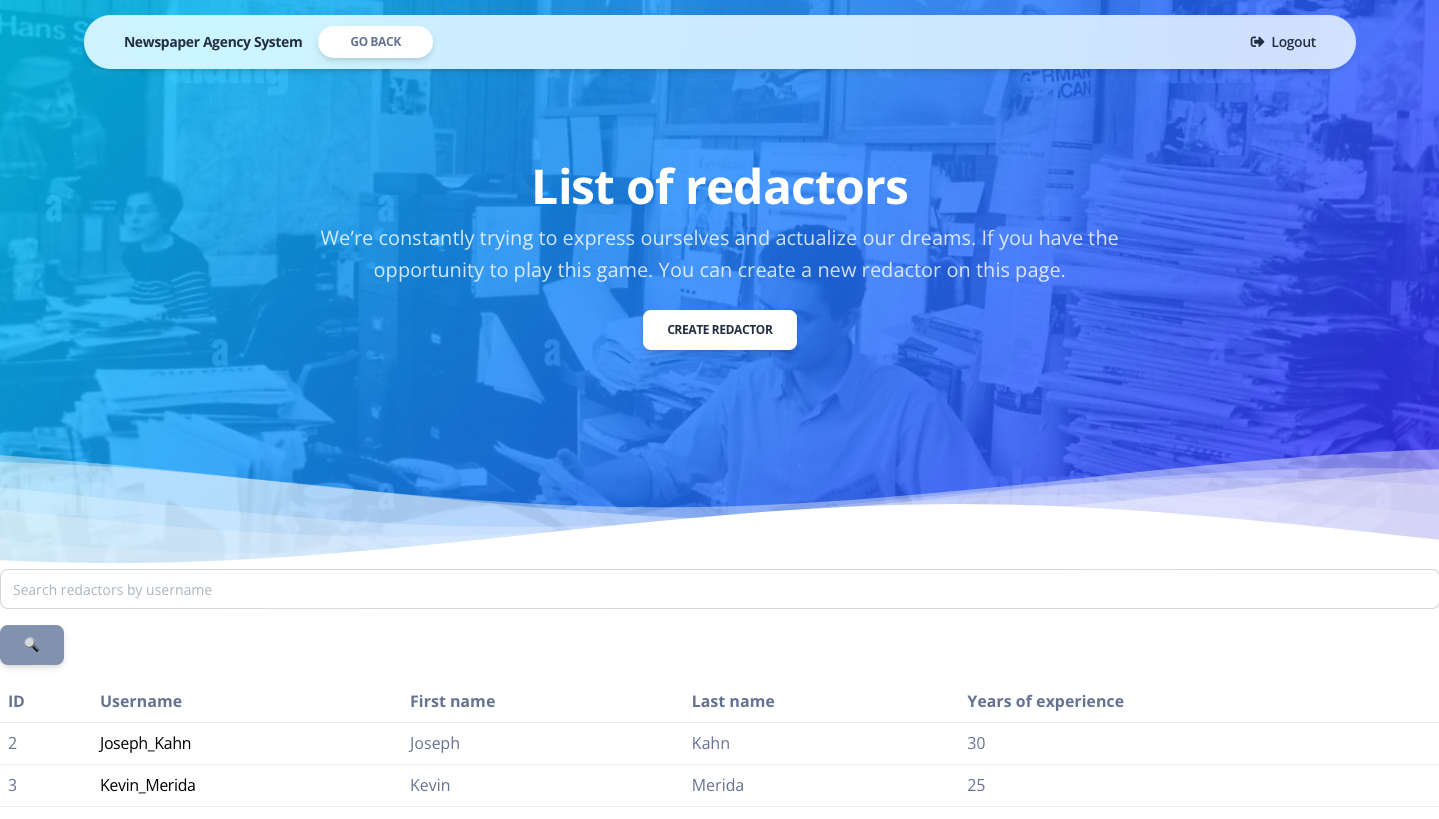 Hans S
Newspaper Agency System GO BACK Logout
GERMAN
CAN
List of redactors
We’re constantly trying to express ourselves and actualize our dreams. If you have the
opportunity to play this game. You can create a new redactor on this page.
CREATE REDACTOR
a
a
a
a
Search redactors by username
ID Username First name Last name Years of experience
2 Joseph_Kahn Joseph Kahn 30
3 Kevin_Merida Kevin Merida 25